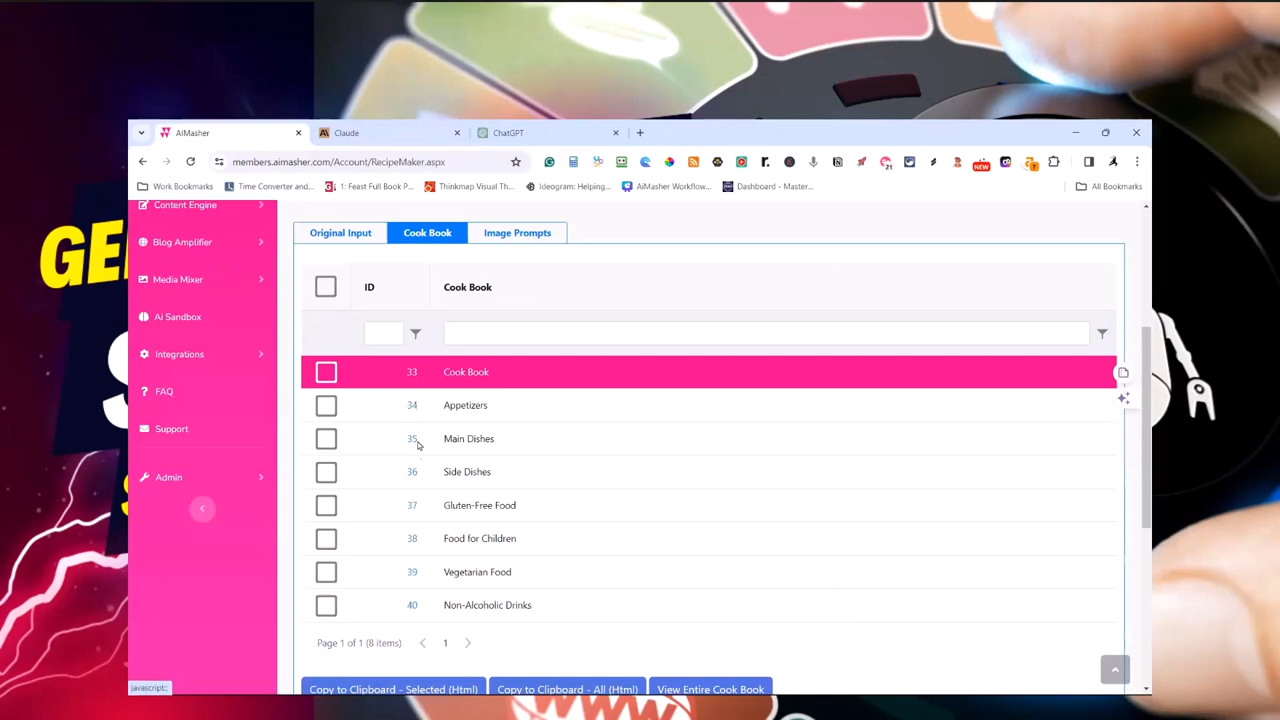 GE
S
AiMasher
Claude
ChatGPT
members.aimasher.com/Account/RecipeMaker.aspx
21
NEW
Work Bookmarks
Time Converter and...
1: Feast Full Book P...
Thinkmap Visual Th...
Ideogram: Helping...
AiMasher Workflow...
Dashboard - Master...
All Bookmarks
Content Engine
Blog Amplifier
Media Mixer
Ai Sandbox
Integrations
FAQ
Support
Admin
Original Input
Cook Book
Image Prompts
ID Cook Book
33 Cook Book
34 Appetizers
35 Main Dishes
36 Side Dishes
37 Gluten-Free Food
38 Food for Children
39 Vegetarian Food
40 Non-Alcoholic Drinks
Page 1 of 1 (8 items) 1
Copy to Clipboard - Selected (Html)
Copy to Clipboard - All (Html)
View Entire Cook Book
javascript:;
WWW